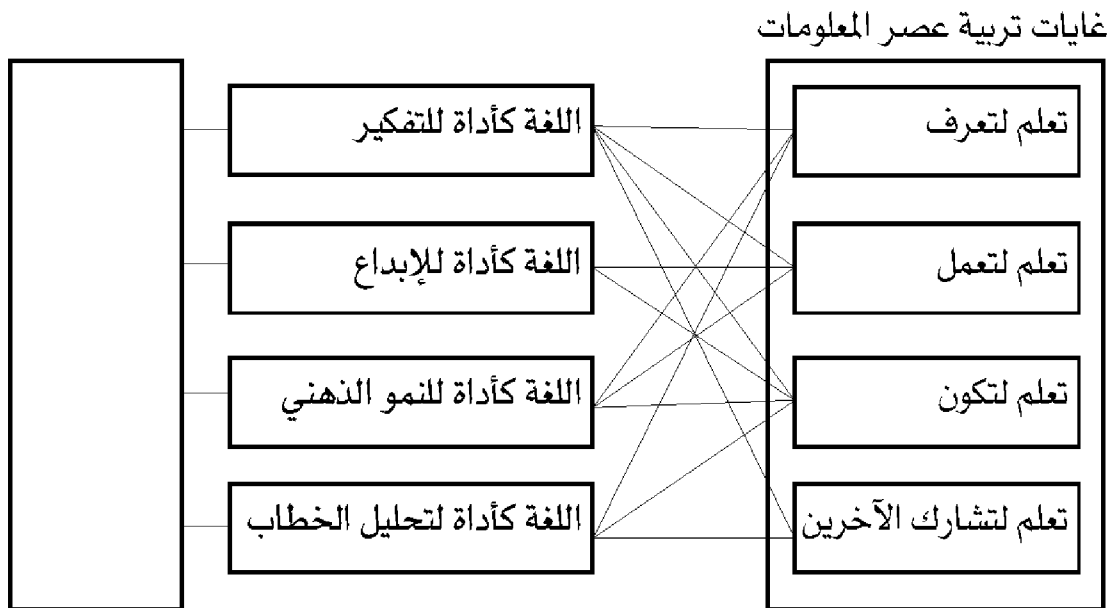 غايات تربية عصر المعلومات
تعلم لتعرف
تعلم لتعمل
تعلم لتكون
تعلم لتشارك الآخرين
اللغة كأداة للتفكير
اللغة كأداة للإبداع
اللغة كأداة للنمو الذهني
اللغة كأداة لتحليل الخطاب